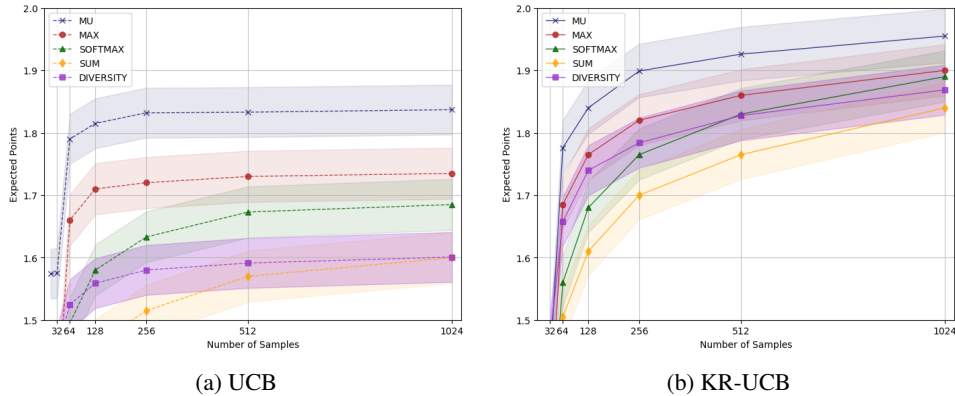 2.0
1.9
1.8
1.7
1.6
1.5
Expected Points
MU
MAX
SOFTMAX
SUM
DIVERSITY
32 64 128 256 512 1024
Number of Samples
(a) UCB
2.0
1.9
1.8
1.7
1.6
1.5
Expected Points
MU
MAX
SOFTMAX
SUM
DIVERSITY
32 64 128 256 512 1024
Number of Samples
(b) KR-UCB